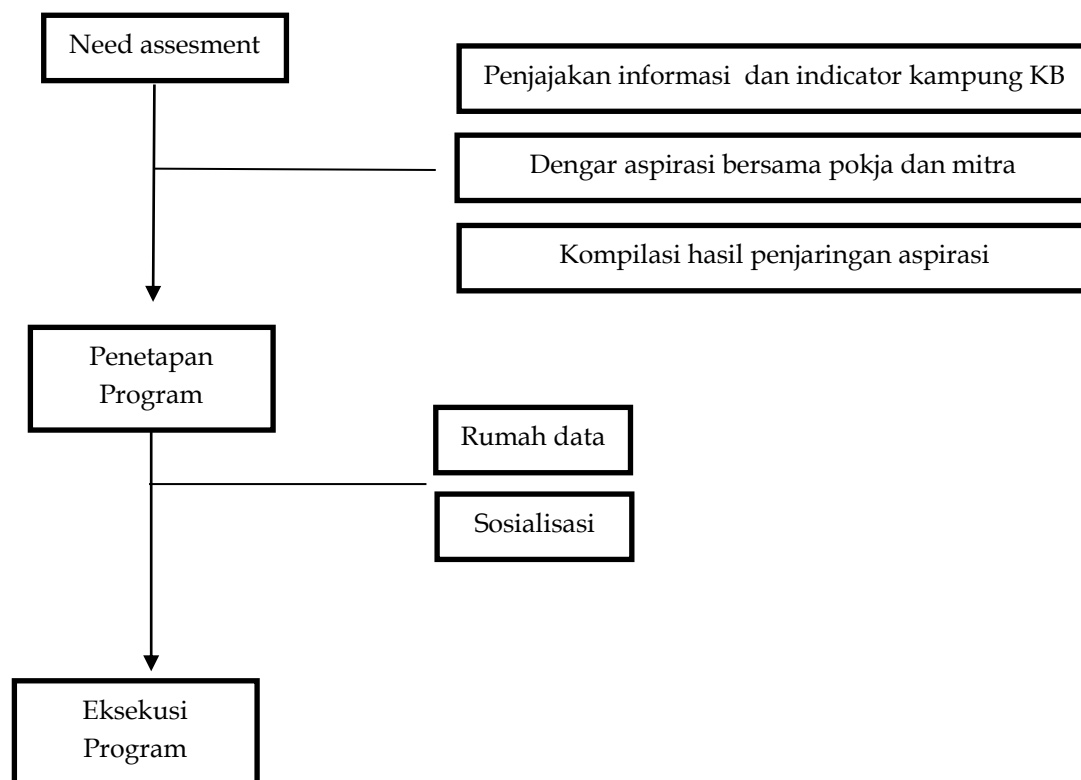 Need assesment
Penjajakan informasi dan indicator kampung KB
Dengar aspirasi bersama pokja dan mitra
Kompilasi hasil penjaringan aspirasi
Penetapan
Program
Rumah data
Sosialisasi
Eksekusi
Program